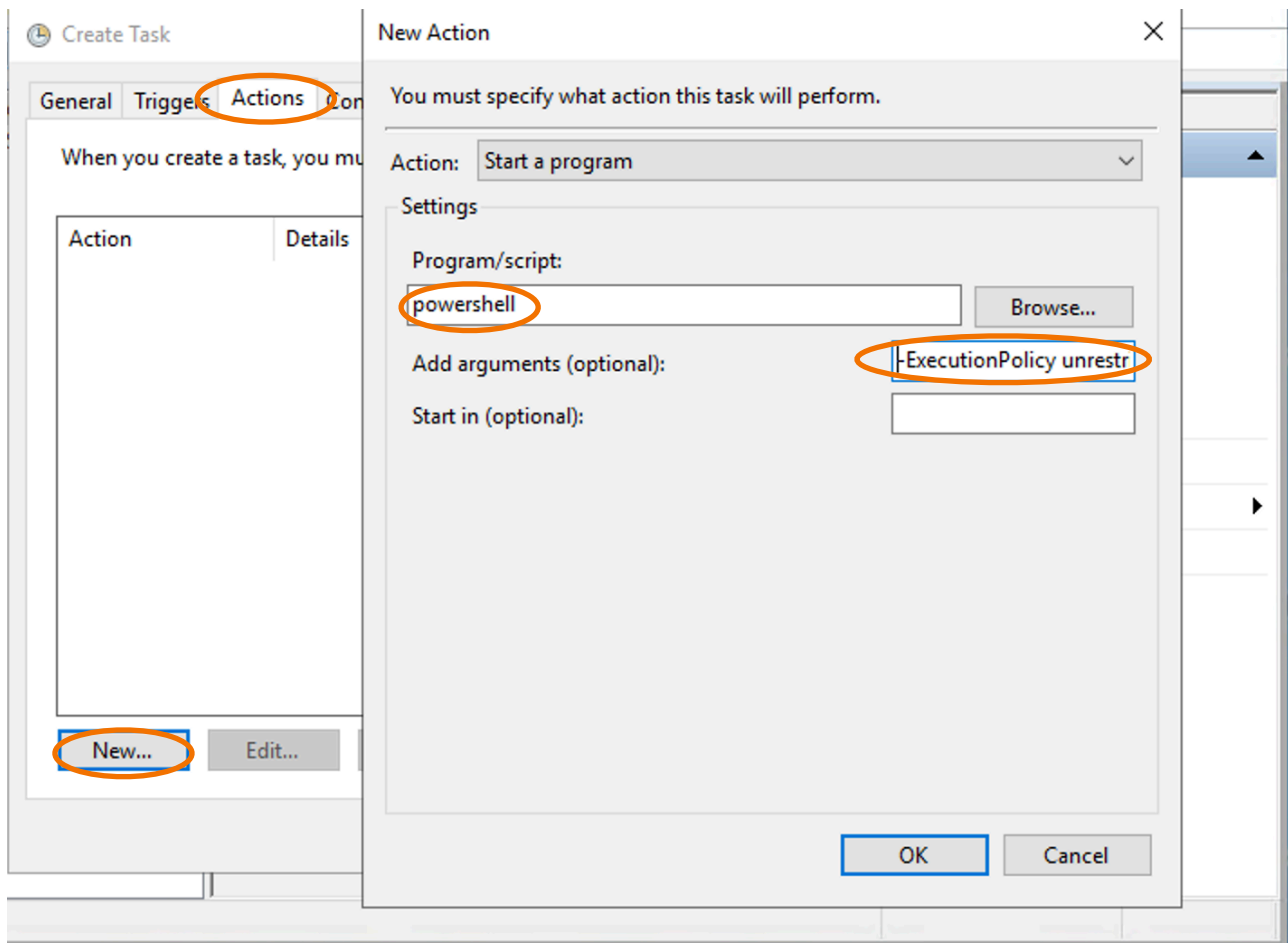 Create Task
General Triggers Actions Con
When you create a task, you mu
Action Details
New... Edit...
New Action
You must specify what action this task will perform.
Action: Start a program
Settings
Program/script:
powershell Browse...
Add arguments (optional): -ExecutionPolicy unrestr
Start in (optional):
OK Cancel